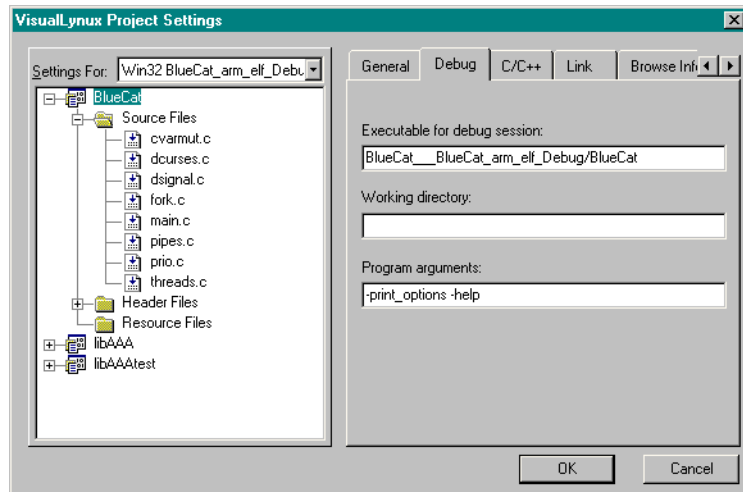 VisualLynux Project Settings
Settings For: Win32 BlueCat_arm_elf_Debu
BlueCat
Source Files
cvarmut.c
dcurses.c
dsignal.c
fork.c
main.c
pipes.c
prio.c
threads.c
Header Files
Resource Files
libAAA
libAAAtest
General Debug C/C++ Link Browse Inf
Executable for debug session:
BlueCat___BlueCat_arm_elf_Debug/BlueCat
Working directory:
Program arguments:
-print_options -help
OK Cancel